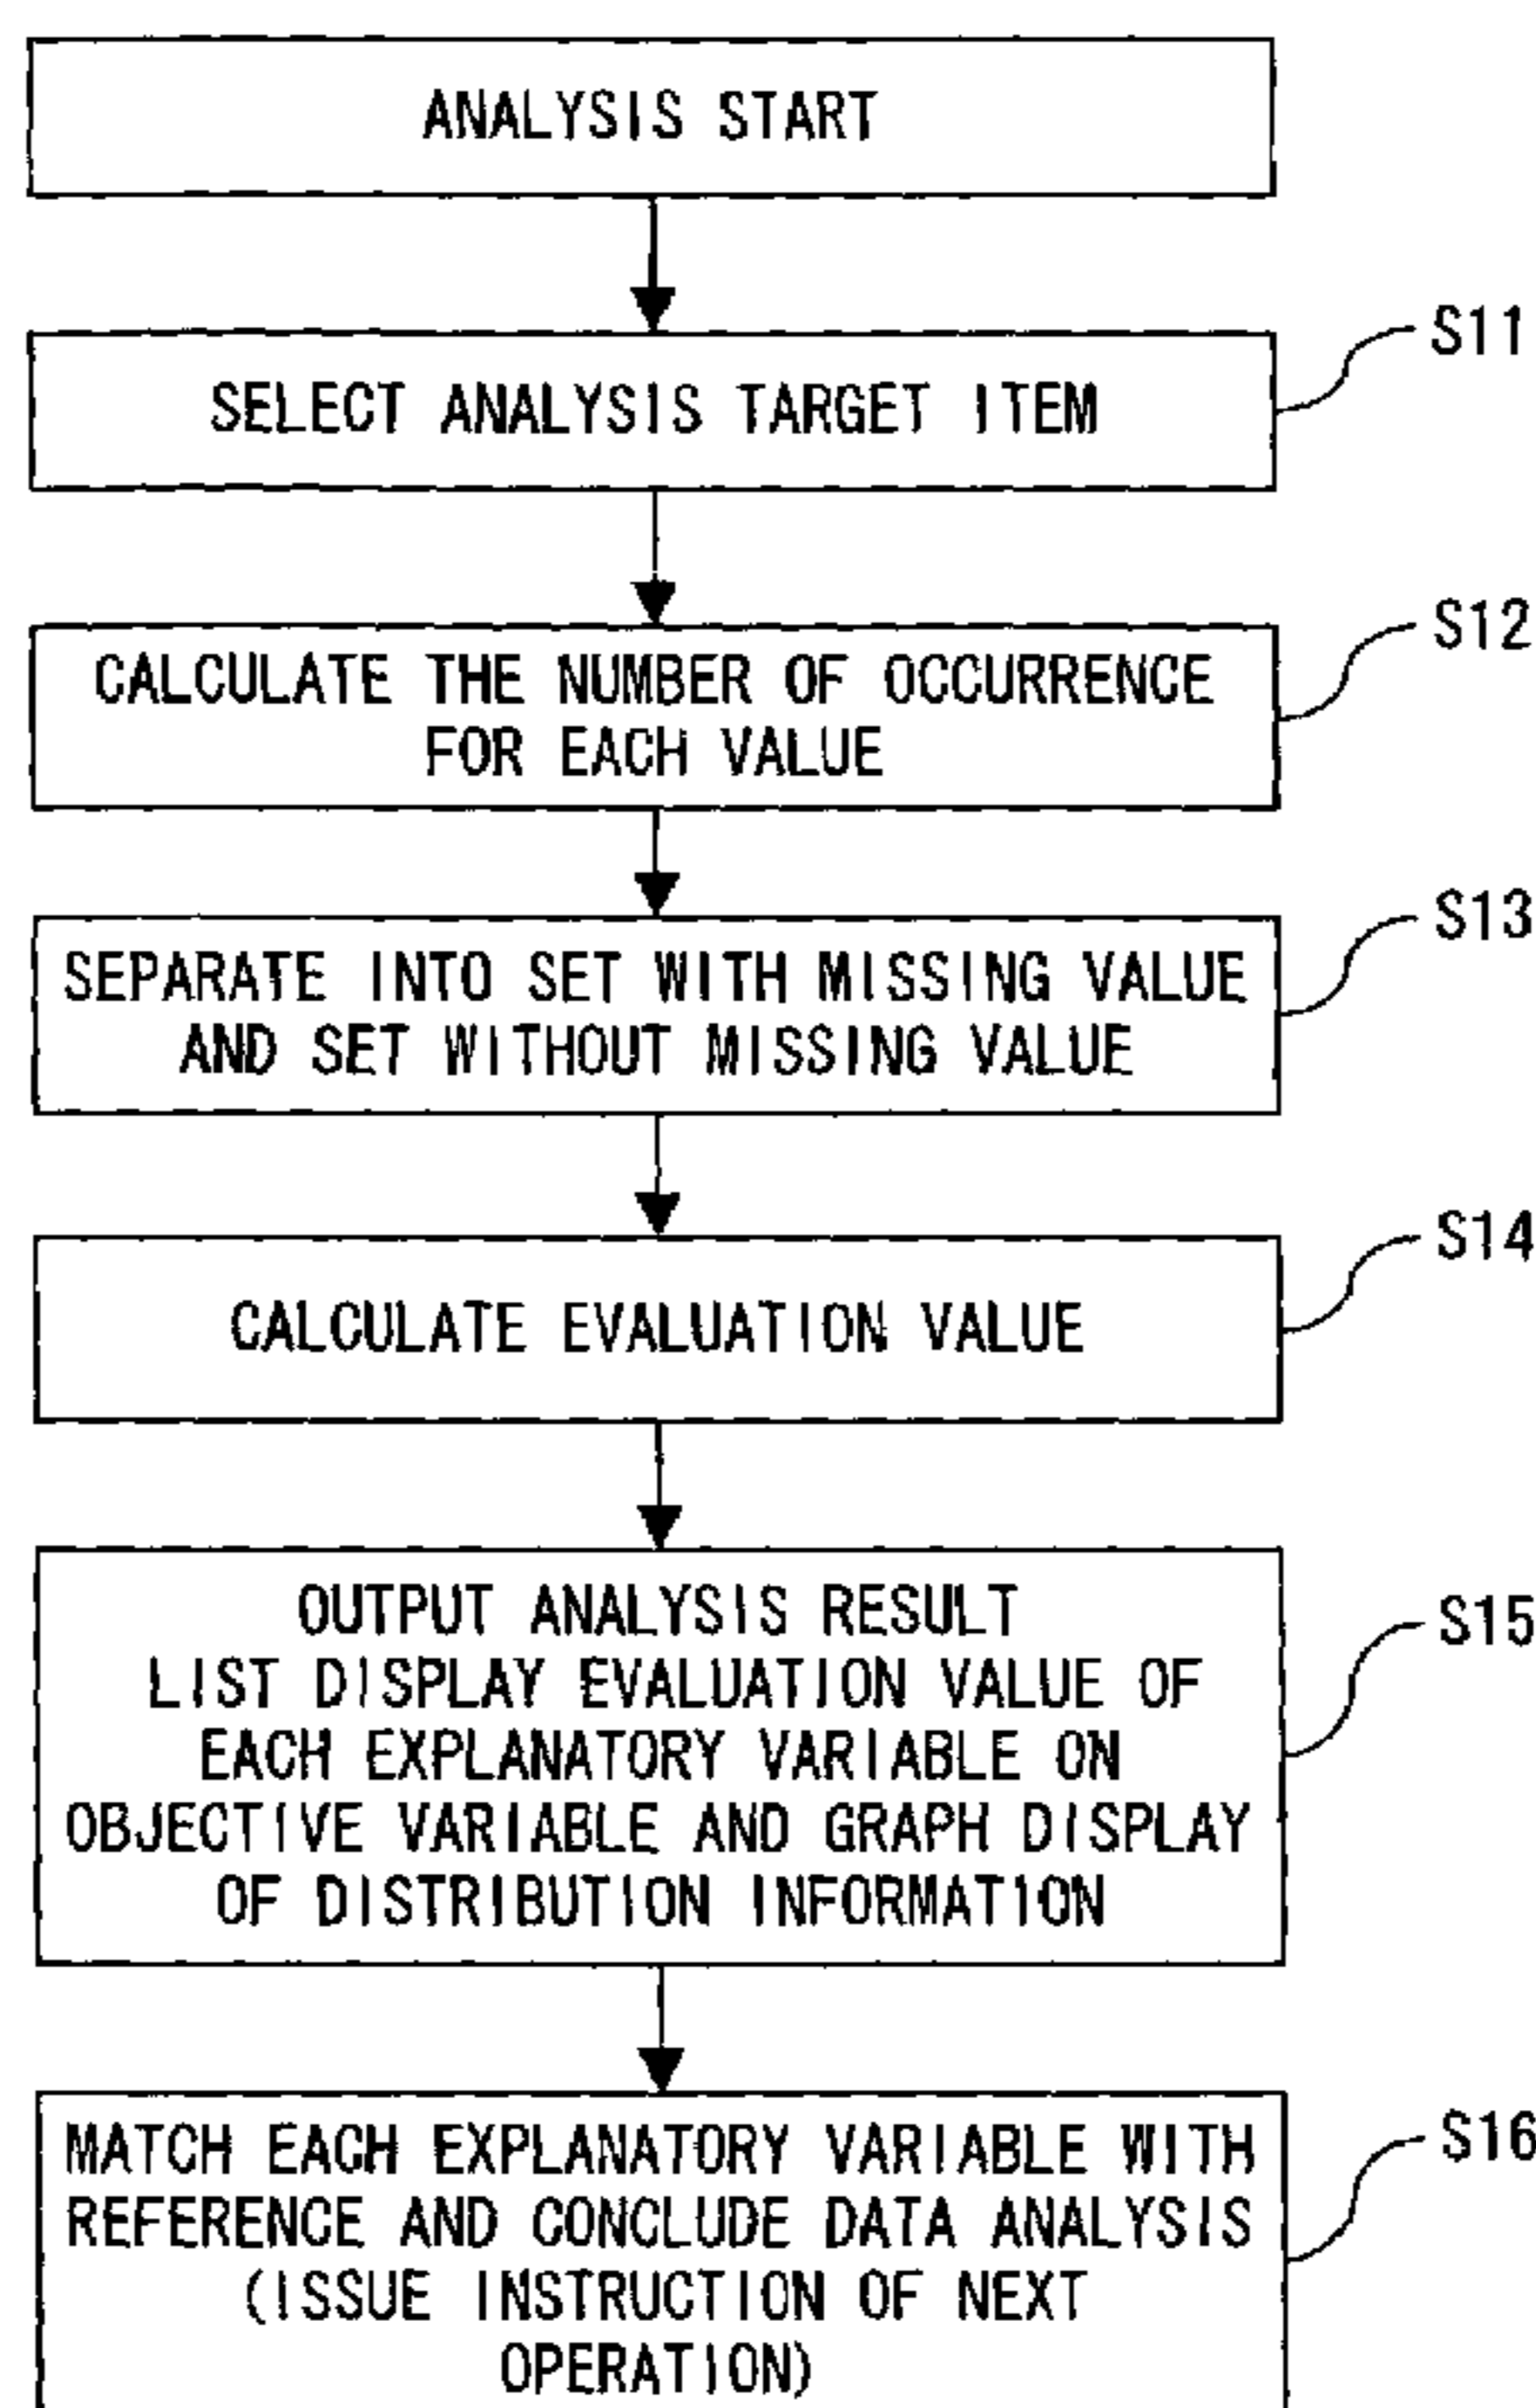 ANALYSIS START
SELECT ANALYSIS TARGET ITEM
S11
CALCULATE THE NUMBER OF OCCURRENCE
FOR EACH VALUE
S12
SEPARATE INTO SET WITH MISSING VALUE
AND SET WITHOUT MISSING VALUE
S13
CALCULATE EVALUATION VALUE
S14
OUTPUT ANALYSIS RESULT
LIST DISPLAY EVALUATION VALUE OF
EACH EXPLANATORY VARIABLE ON
OBJECTIVE VARIABLE AND GRAPH DISPLAY
OF DISTRIBUTION INFORMATION
S15
MATCH EACH EXPLANATORY VARIABLE WITH
REFERENCE AND CONCLUDE DATA ANALYSIS
(ISSUE INSTRUCTION OF NEXT
OPERATION)
S16